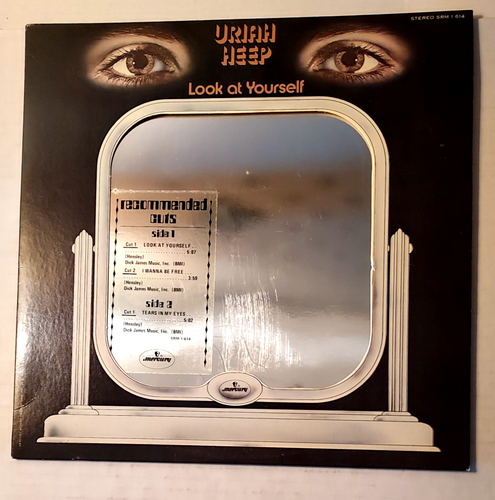 STEREO SRM 1 614
URIAH
HEEP
Look at Yourself
recommended
cuts
side 1
Cut 1 LOOK AT YOURSELF
5:07
(Hensley)
Dick James Music, Inc. (BMI)
Cut 2 I WANNA BE FREE
3:59
(Hensley)
Dick James Music, Inc. (BMI)
side 2
Cut 1 TEARS IN MY EYES
5:02
(Hensley)
Dick James Music, Inc. (BMI)
SRM 1 614
mercury
mercury